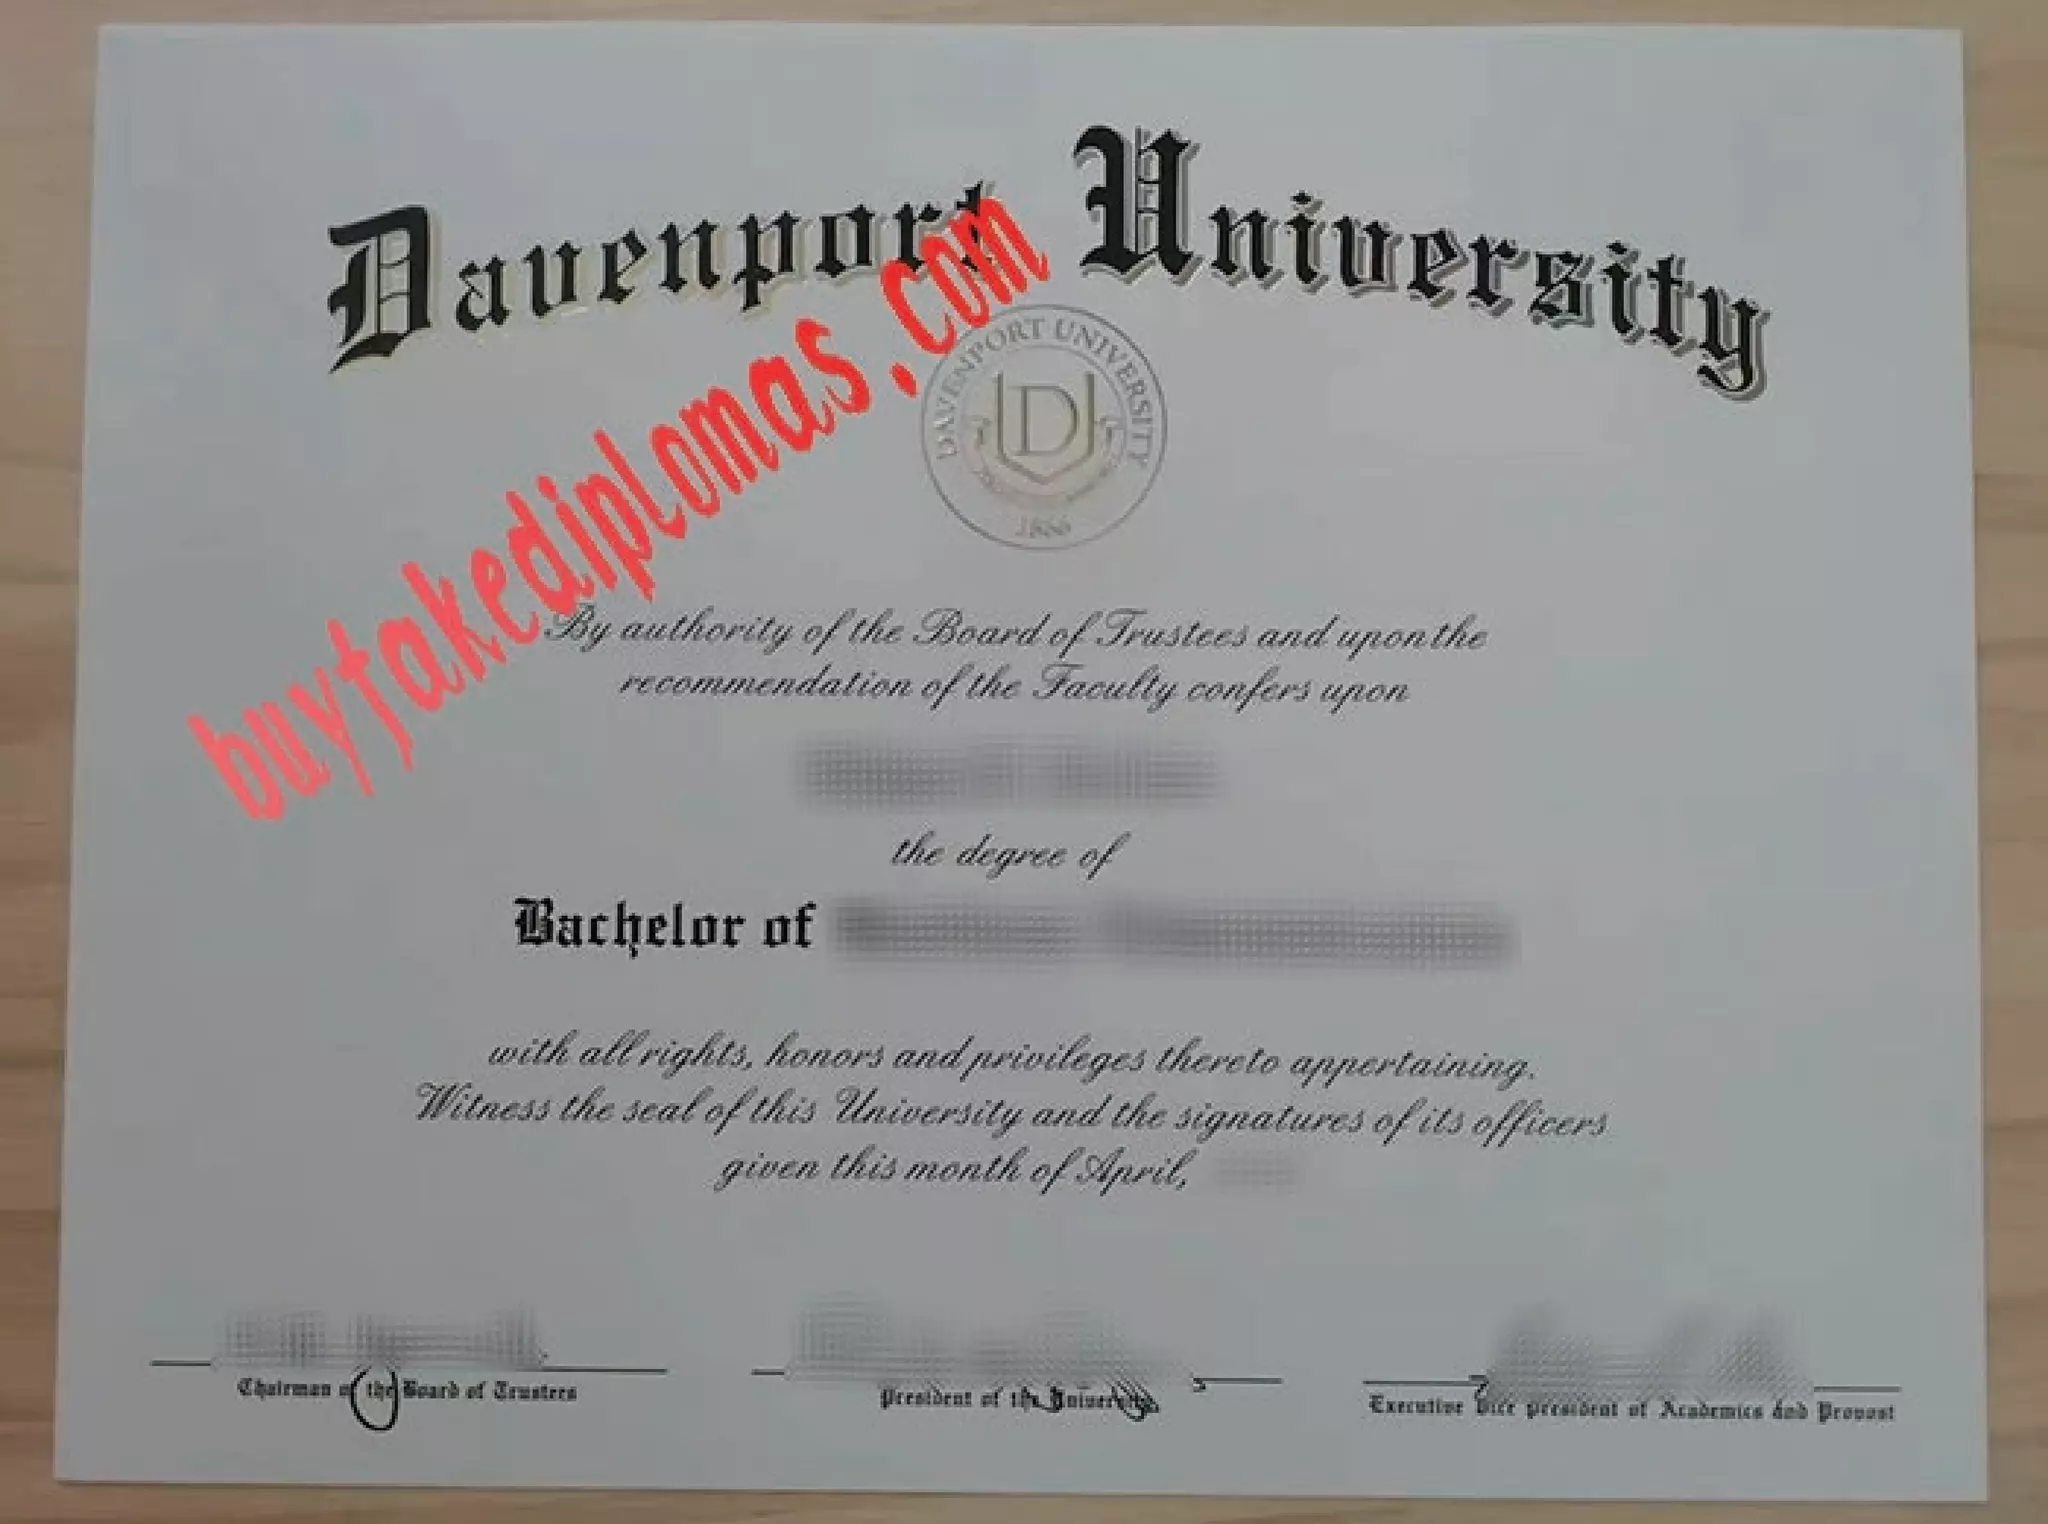 Davenport University
buyfakediplomas.com
DAVENPORT UNIVERSITY
D
1866
By authority of the Board of Trustees and upon the
recommendation of the Faculty confers upon
the degree of
Bachelor of
with all rights, honors and privileges thereto appertaining.
Witness the seal of this University and the signatures of its officers
given this month of April,
Chairman of the Board of Trustees
President of the University
Executive Vice President of Academics and Provost